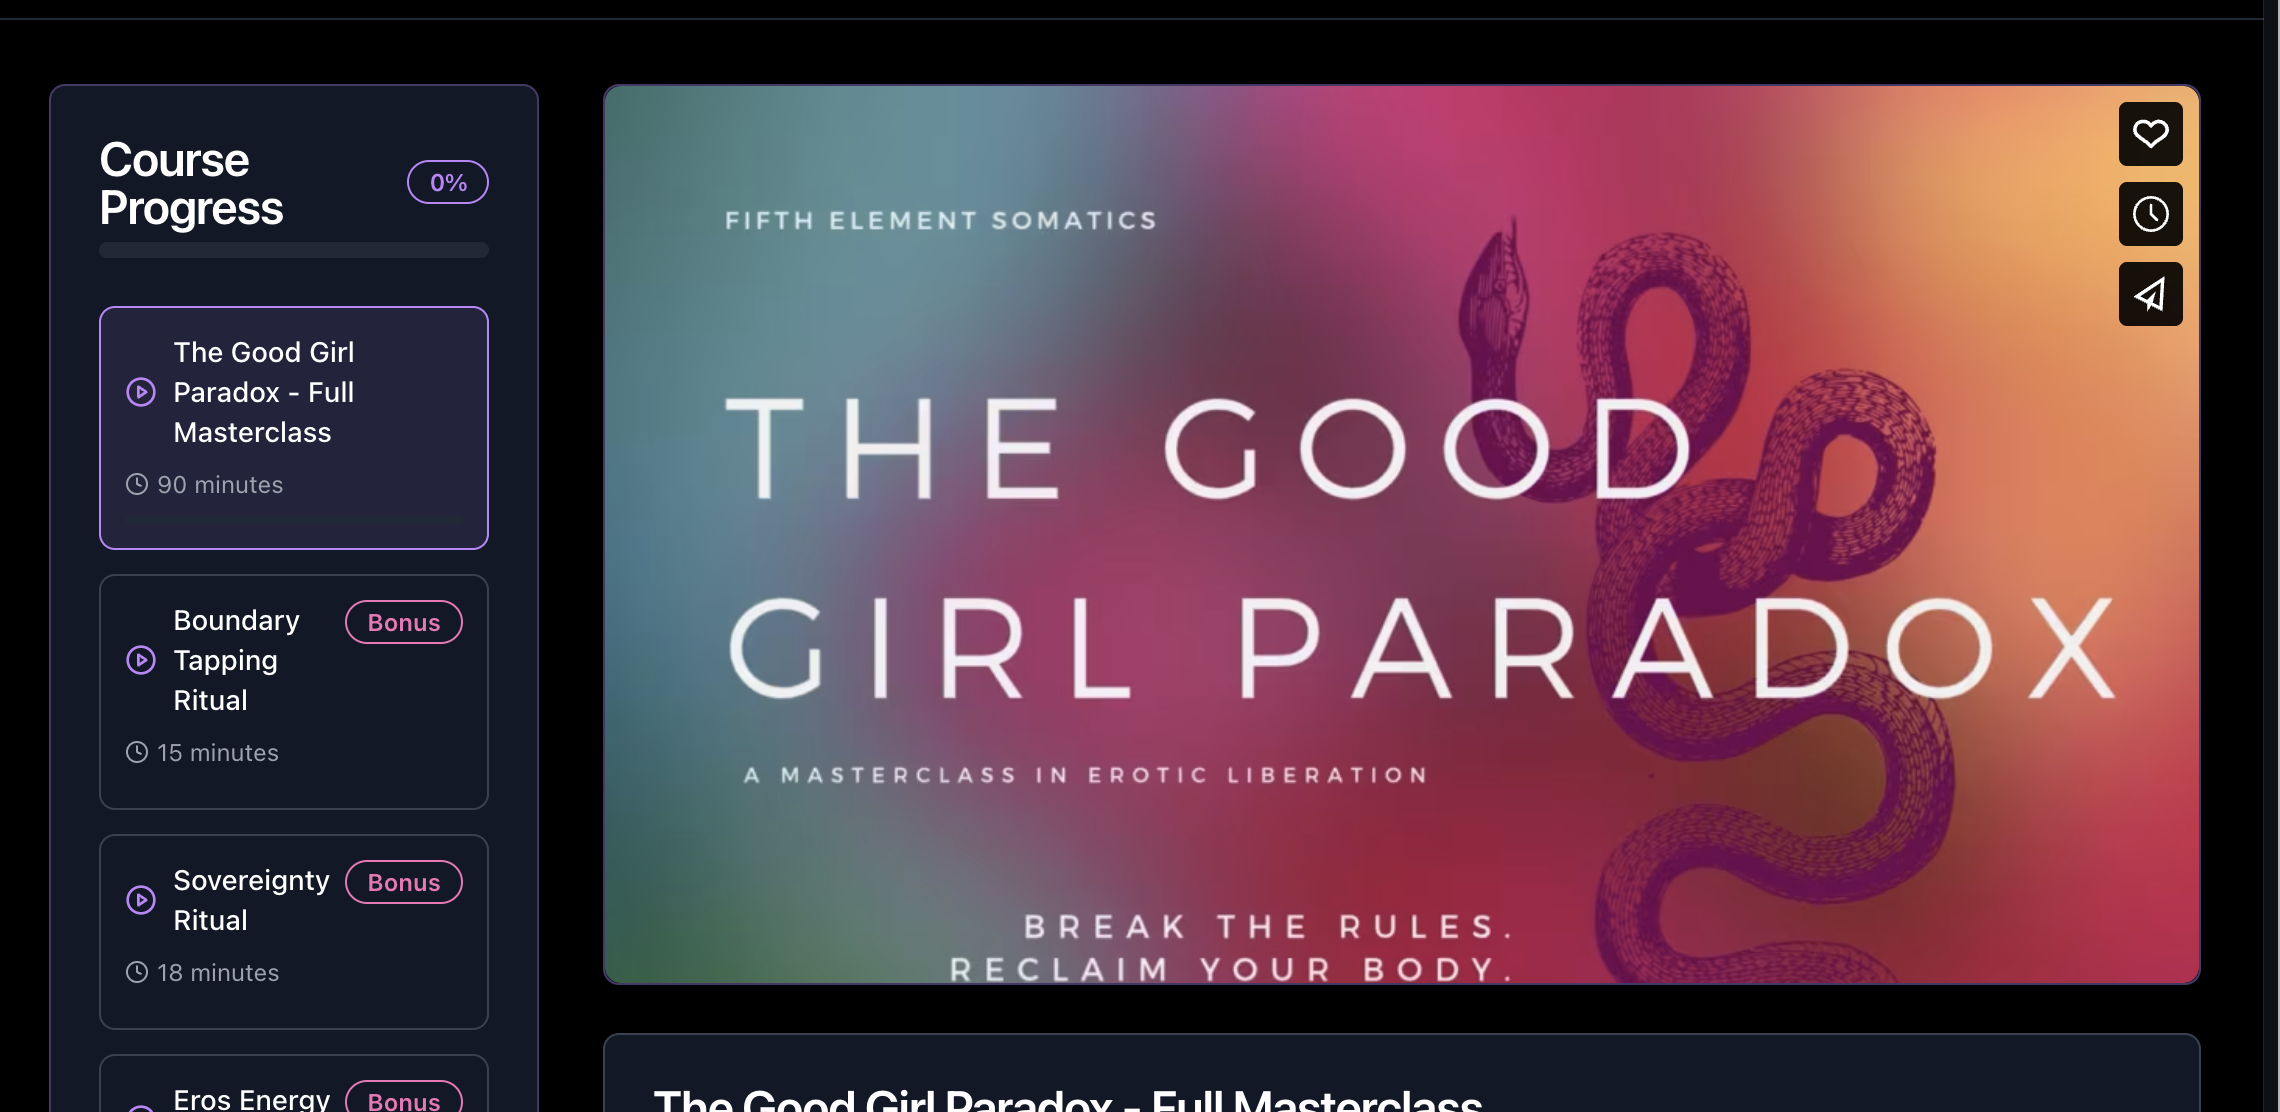 Course
Progress
0%
The Good Girl
Paradox - Full
Masterclass
90 minutes
Boundary
Tapping
Ritual
Bonus
15 minutes
Sovereignty
Ritual
Bonus
18 minutes
Eros Energy
Bonus
FIFTH ELEMENT SOMATICS
THE GOOD
GIRL PARADOX
A MASTERCLASS IN EROTIC LIBERATION
BREAK THE RULES.
RECLAIM YOUR BODY.
The Good Girl Paradox - Full Masterclass